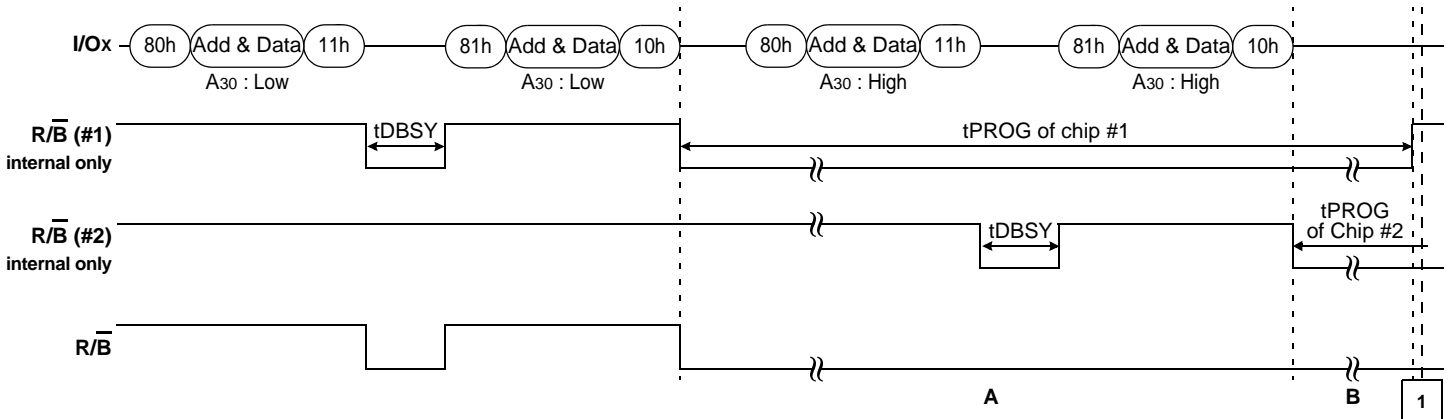 I/Ox 80h Add & Data 11h 81h Add & Data 10h 80h Add & Data 11h 81h Add & Data 10h
A30 : Low A30 : Low A30 : High A30 : High
R/B (#1) tDBSY tPROG of chip #1
internal only
R/B (#2) tDBSY tPROG
of Chip #2
internal only
R/B
A B 1